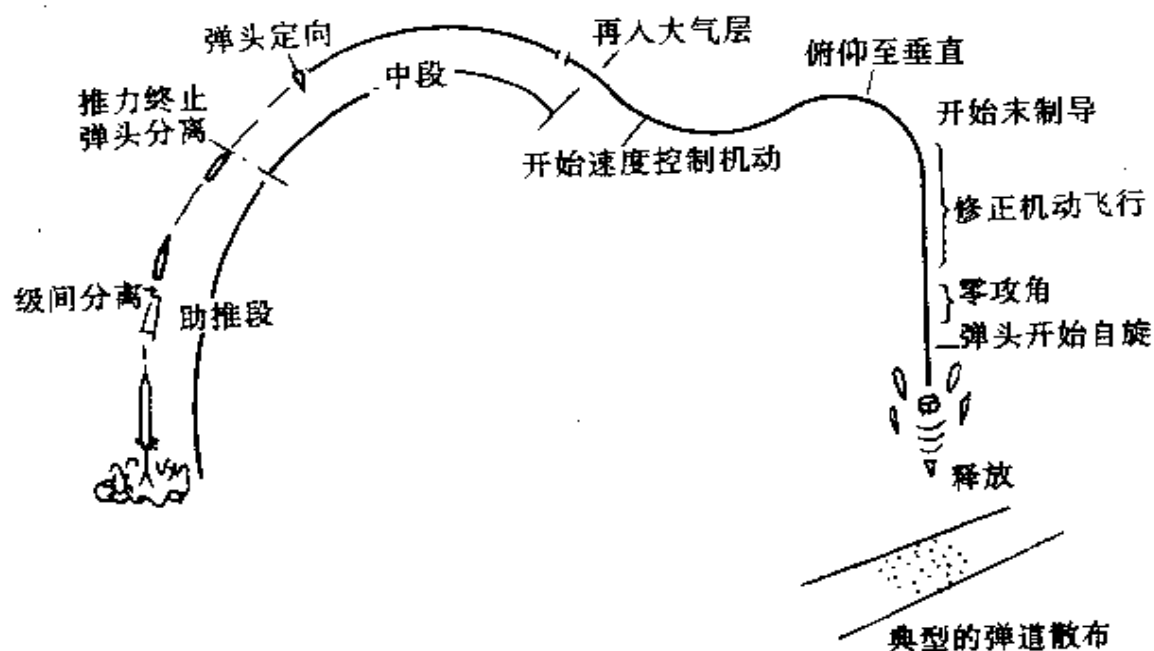 弹头定向
再入大气层
俯仰至垂直
中段
推力终止
弹头分离
开始末制导
开始速度控制机动
修正机动飞行
级间分离
助推段
零攻角
弹头开始自旋
释放
典型的弹道散布